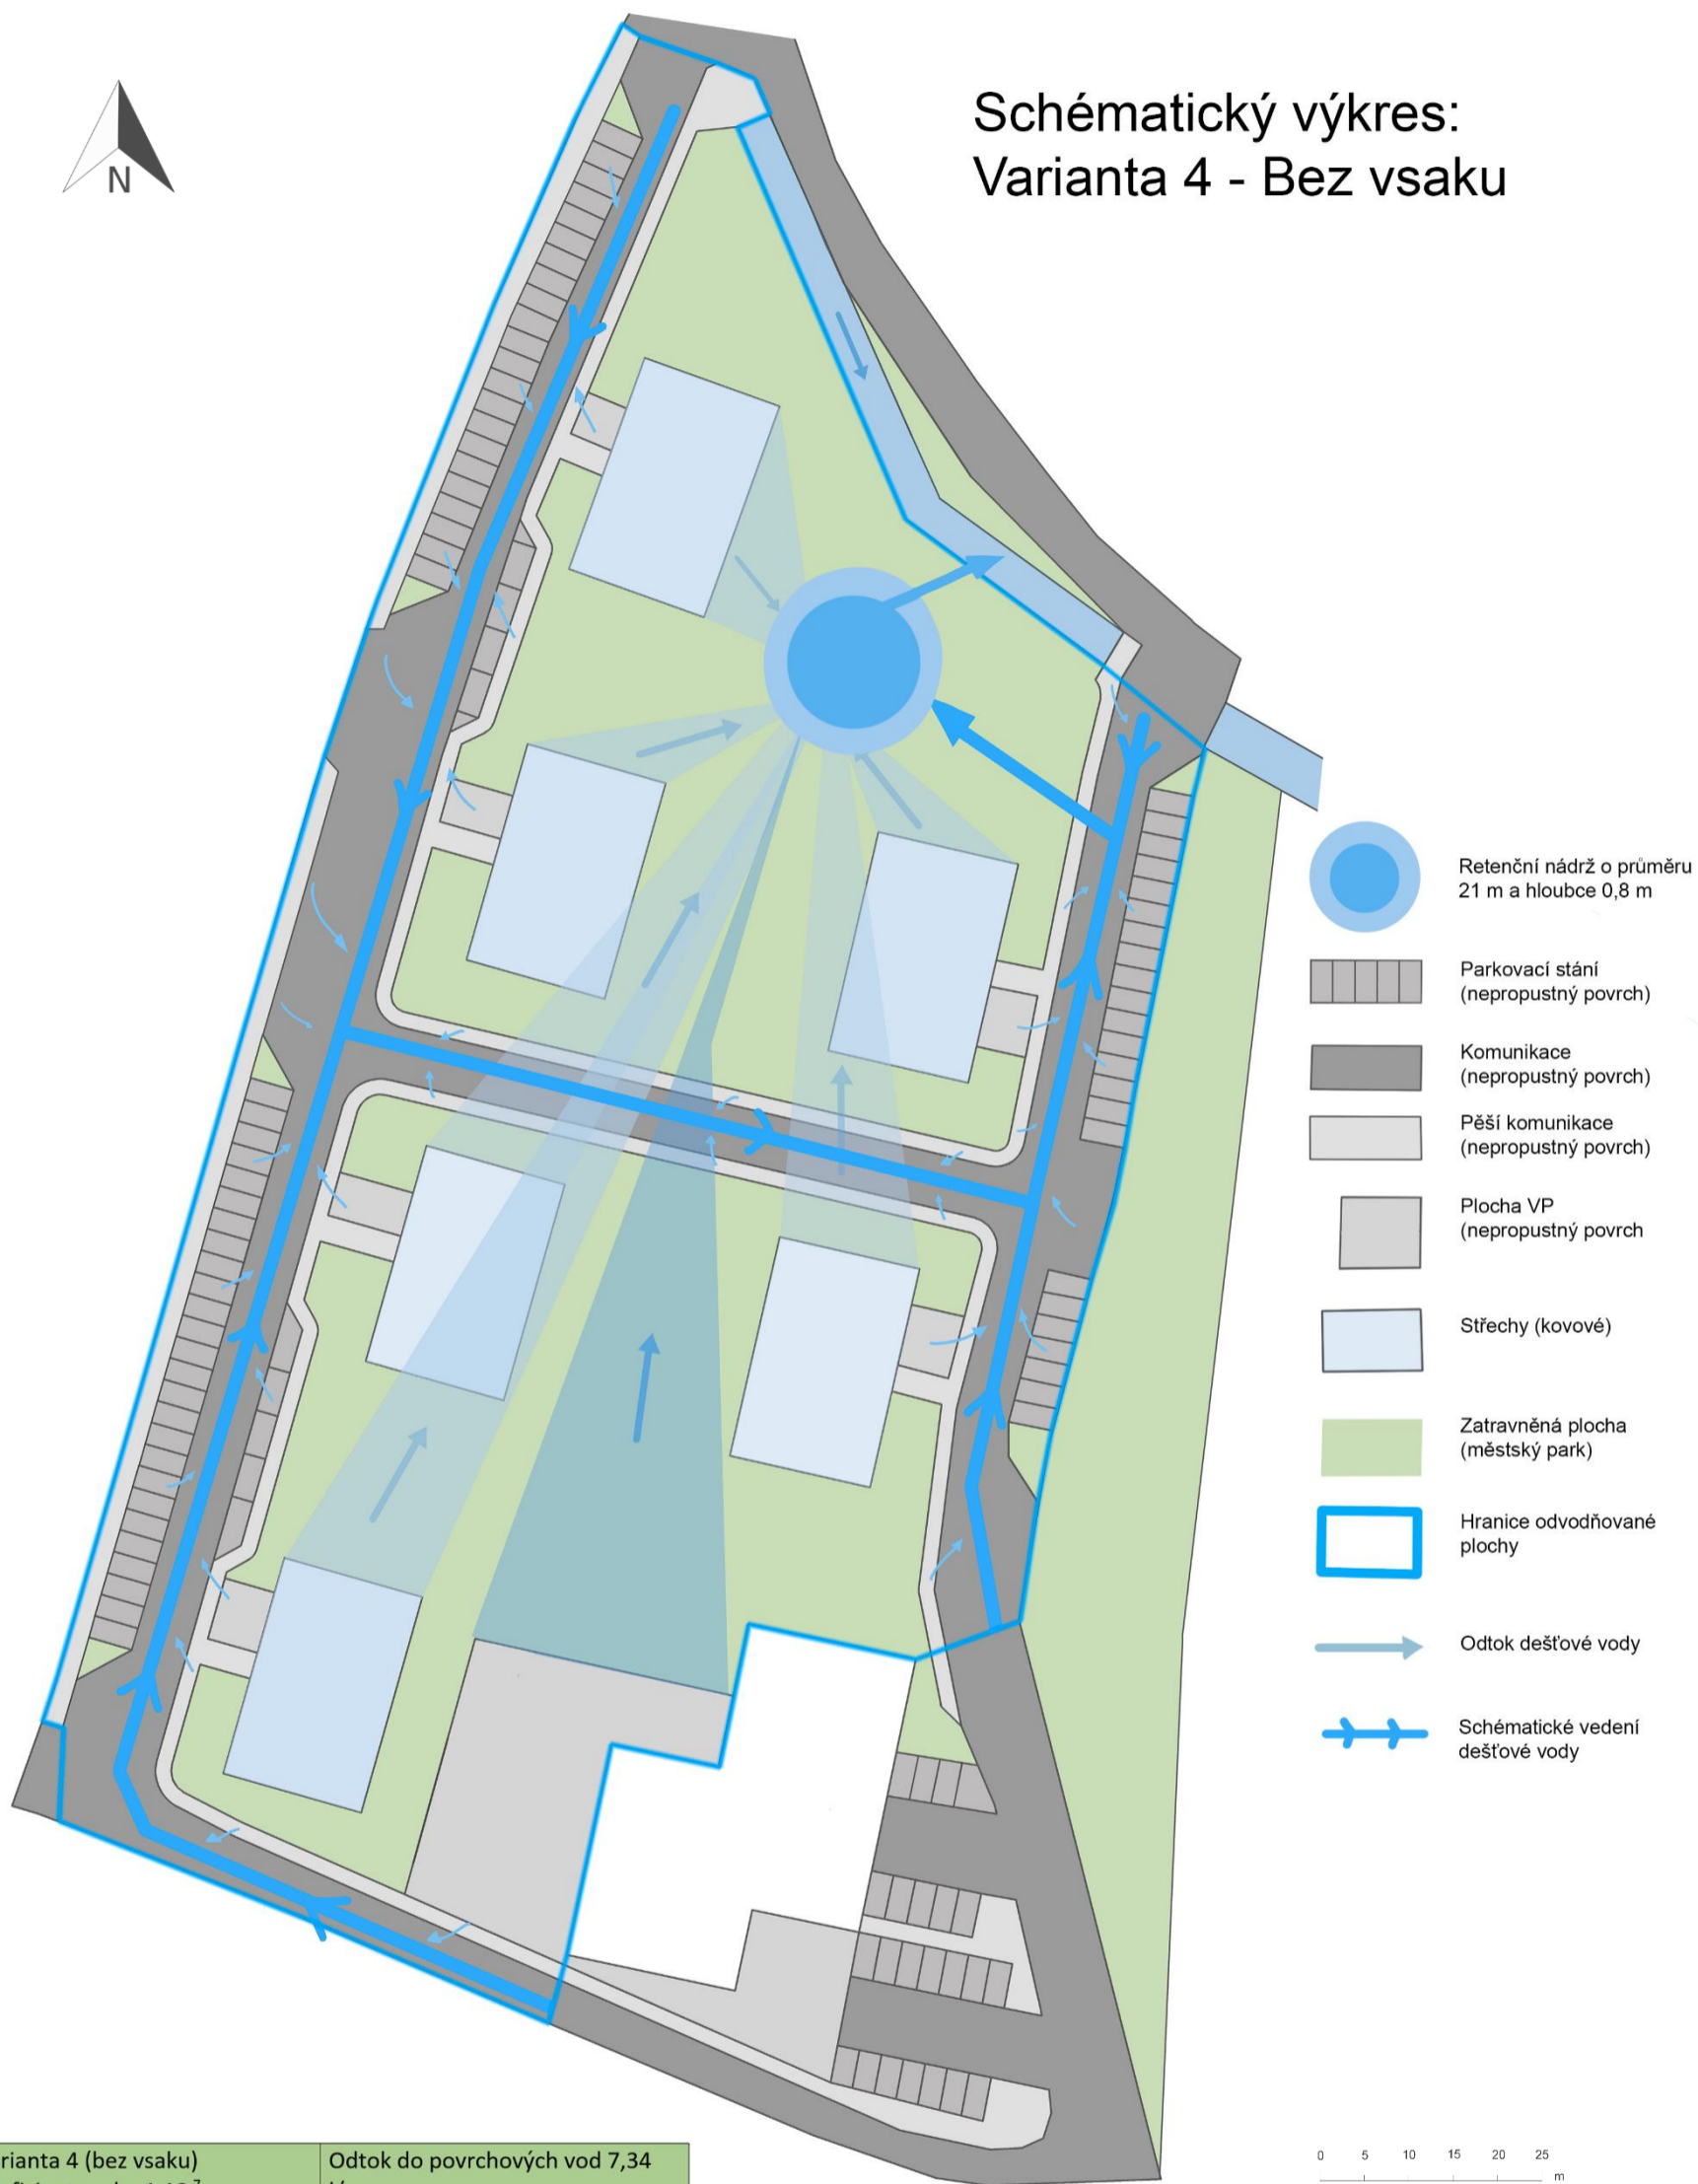 Schématický výkres:
Varianta 4 - Bez vsaku
N
Retenční nádrž o průměru
21 m a hloubce 0,8 m
Parkovací stání
(nepropustný povrch)
Komunikace
(nepropustný povrch)
Pěší komunikace
(nepropustný povrch)
Plocha VP
(nepropustný povrch
Střechy (kovové)
Zatravněná plocha
(městský park)
Hranice odvodňované
plochy
Odtok dešťové vody
Schématické vedení
dešťové vody
rianta 4 (bez vsaku)
Odtok do povrchových vod 7,34
0 5 10 15 20 25
m